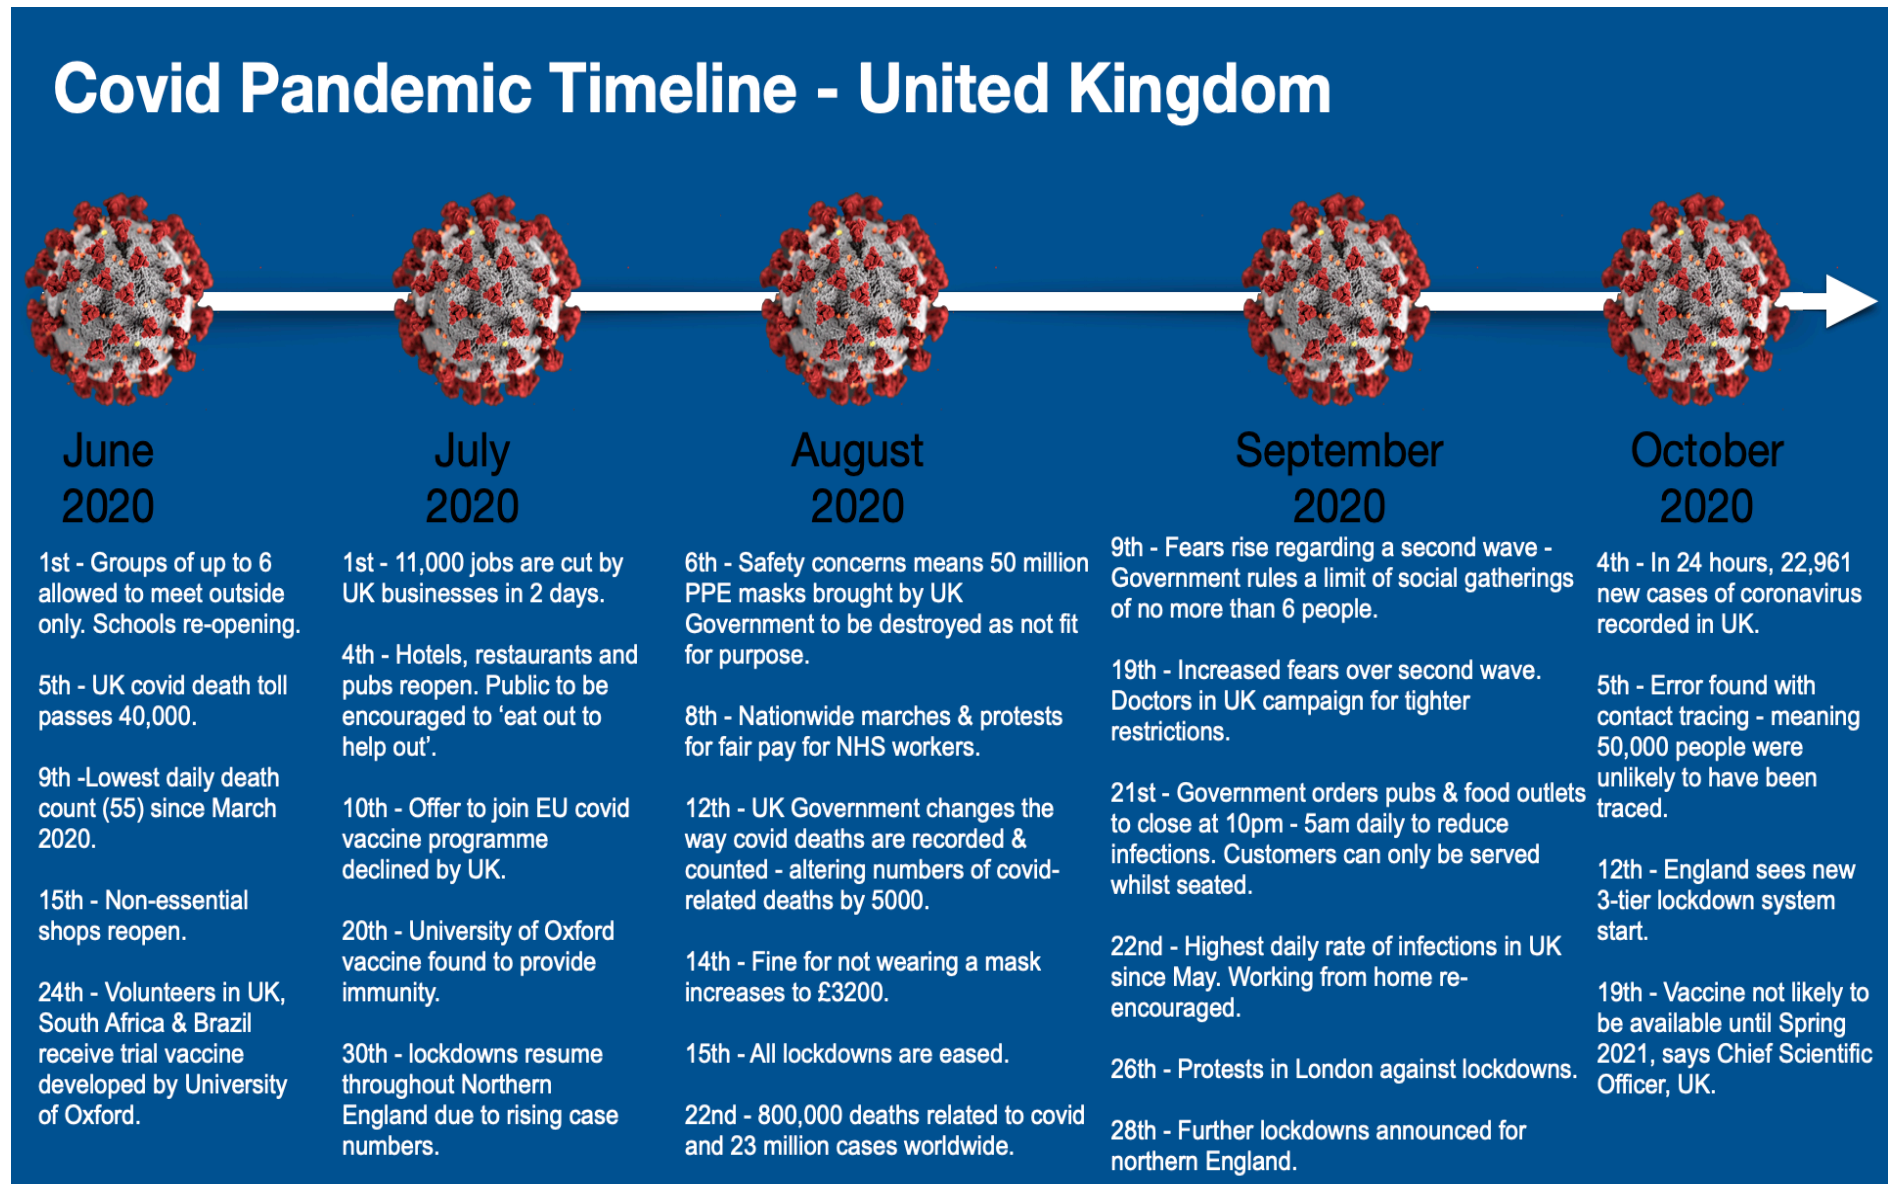 Covid Pandemic Timeline - United Kingdom
June
2020
1st - Groups of up to 6
allowed to meet outside
only. Schools re-opening.
5th - UK covid death toll
passes 40,000.
9th -Lowest daily death
count (55) since March
2020.
15th - Non-essential
shops reopen.
24th - Volunteers in UK,
South Africa & Brazil
receive trial vaccine
developed by University
of Oxford.
July
2020
1st - 11,000 jobs are cut by
UK businesses in 2 days.
4th - Hotels, restaurants and
pubs reopen. Public to be
encouraged to ‘eat out to
help out’.
10th - Offer to join EU covid
vaccine programme
declined by UK.
20th - University of Oxford
vaccine found to provide
immunity.
30th - lockdowns resume
throughout Northern
England due to rising case
numbers.
August
2020
6th - Safety concerns means 50 million
PPE masks brought by UK
Government to be destroyed as not fit
for purpose.
8th - Nationwide marches & protests
for fair pay for NHS workers.
12th - UK Government changes the
way covid deaths are recorded &
counted - altering numbers of covid-
related deaths by 5000.
14th - Fine for not wearing a mask
increases to £3200.
15th - All lockdowns are eased.
22nd - 800,000 deaths related to covid
and 23 million cases worldwide.
September
2020
9th - Fears rise regarding a second wave -
Government rules a limit of social gatherings
of no more than 6 people.
19th - Increased fears over second wave.
Doctors in UK campaign for tighter
restrictions.
21st - Government orders pubs & food outlets
to close at 10pm - 5am daily to reduce
infections. Customers can only be served
whilst seated.
22nd - Highest daily rate of infections in UK
since May. Working from home re-
encouraged.
26th - Protests in London against lockdowns.
28th - Further lockdowns announced for
northern England.
October
2020
4th - In 24 hours, 22,961
new cases of coronavirus
recorded in UK.
5th - Error found with
contact tracing - meaning
50,000 people were
unlikely to have been
traced.
12th - England sees new
3-tier lockdown system
start.
19th - Vaccine not likely to
be available until Spring
2021, says Chief Scientific
Officer, UK.